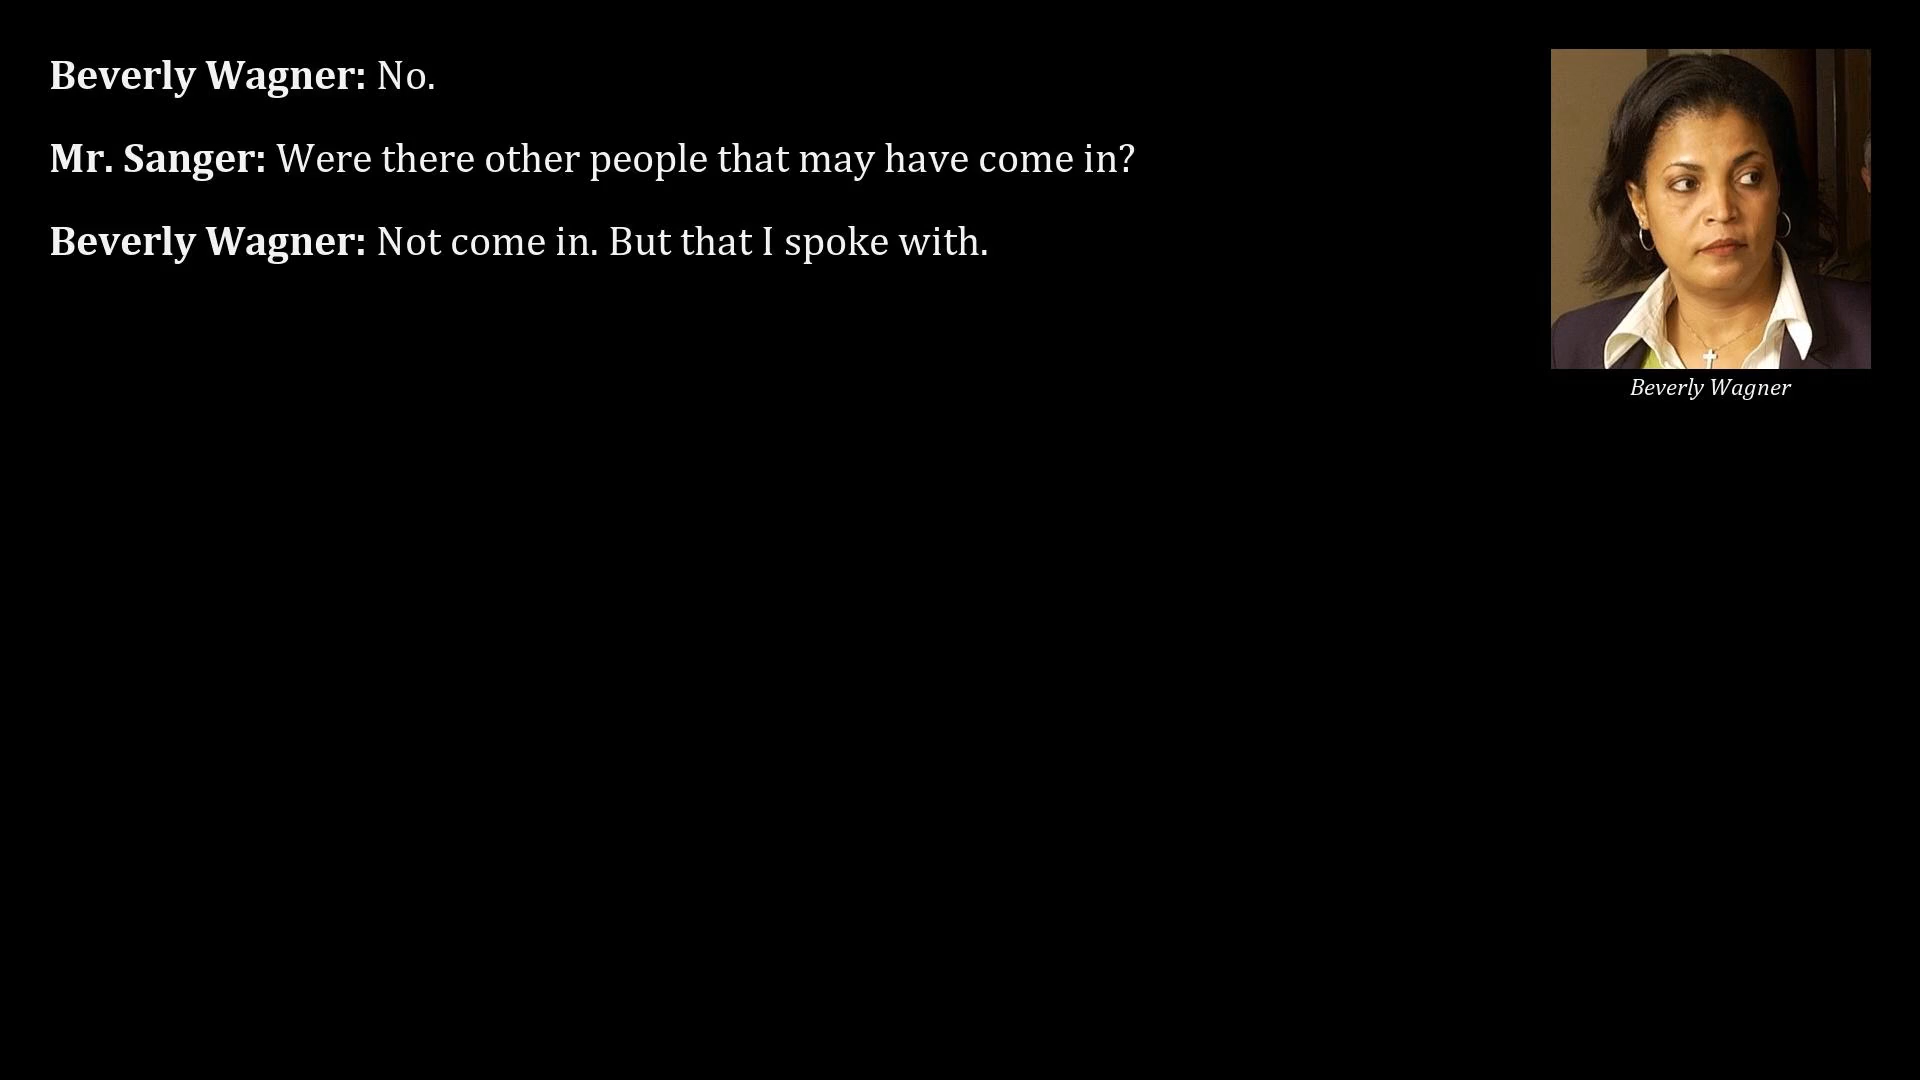 Beverly Wagner: No.
Mr. Sanger: Were there other people that may have come in?
Beverly Wagner: Not come in. But that I spoke with.
Beverly Wagner